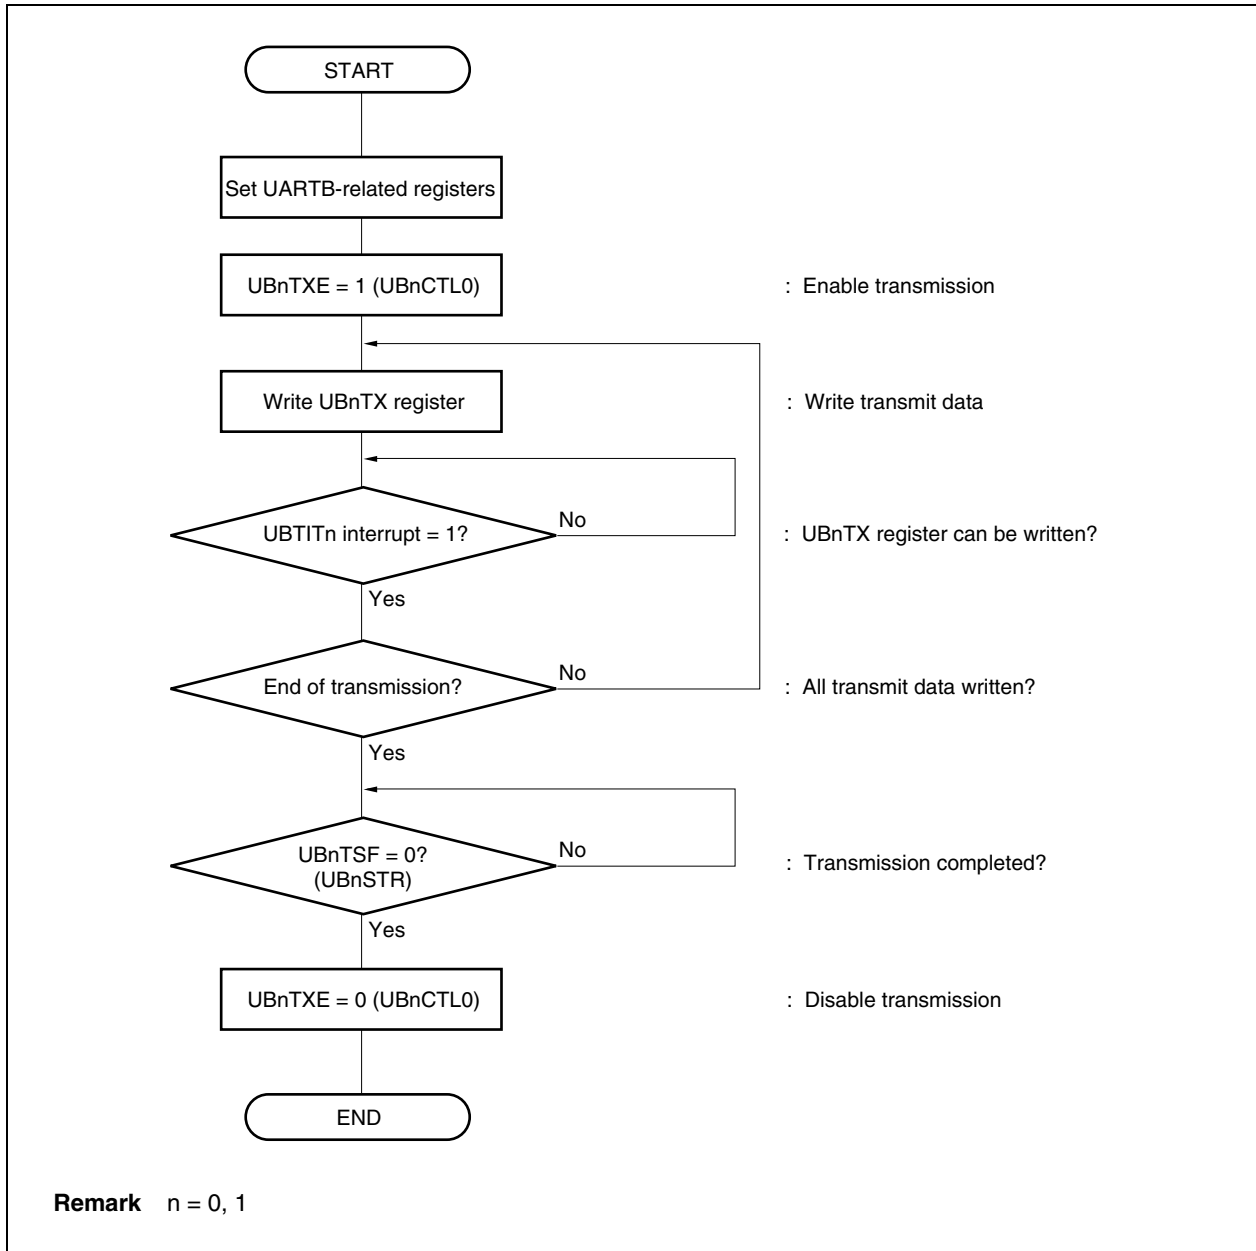 START
Set UARTB-related registers
UBnTXE = 1 (UBnCTL0)
: Enable transmission
Write UBnTX register
: Write transmit data
UBTITn interrupt = 1?
No
: UBnTX register can be written?
Yes
End of transmission?
No
: All transmit data written?
Yes
UBnTSF = 0?
(UBnSTR)
No
: Transmission completed?
Yes
UBnTXE = 0 (UBnCTL0)
: Disable transmission
END
Remark n = 0, 1